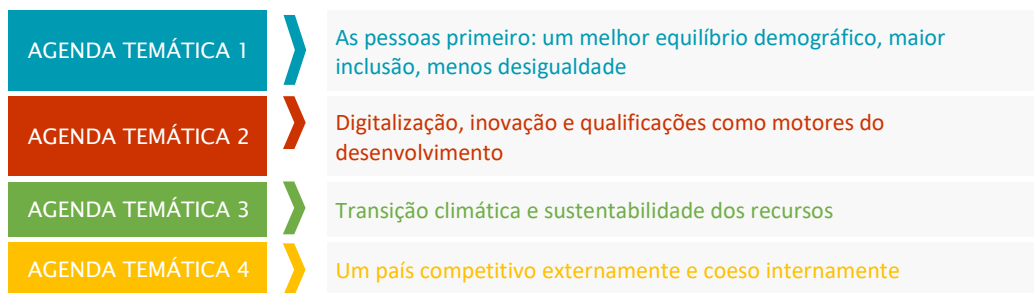 AGENDA TEMÁTICA 1
As pessoas primeiro: um melhor equilíbrio demográfico, maior
inclusão, menos desigualdade
AGENDA TEMÁTICA 2
Digitalização, inovação e qualificações como motores do
desenvolvimento
AGENDA TEMÁTICA 3
Transição climática e sustentabilidade dos recursos
AGENDA TEMÁTICA 4
Um país competitivo externamente e coeso internamente